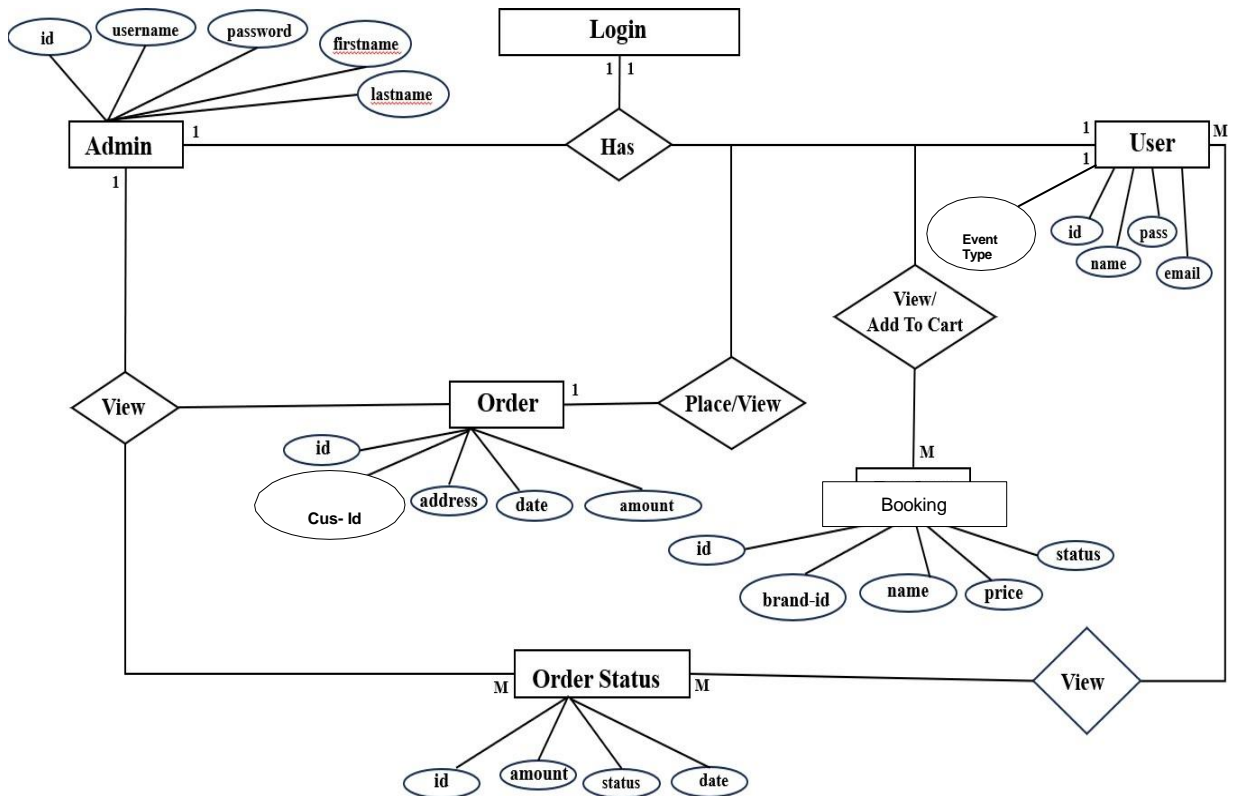 id
username
password
firstname
lastname
Login
1 1
Admin
1
Has
1
User
M
1
1
Event
Type
id
pass
name
email
View/
Add To Cart
View
Order
1
Place/View
id
Cus- Id
address
date
amount
M
Booking
id
brand-id
name
price
status
Order Status
M
M
View
id
amount
status
date